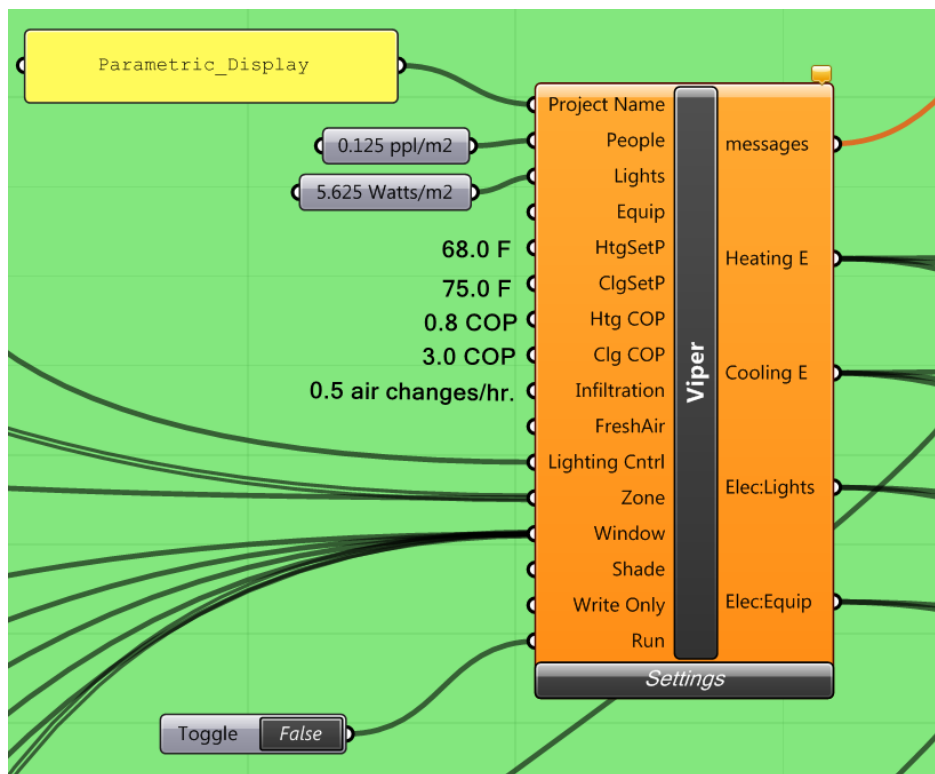 Parametric_Display
0.125 ppl/m2
5.625 Watts/m2
68.0 F
75.0 F
0.8 COP
3.0 COP
0.5 air changes/hr.
Toggle False
Project Name
People
Lights
Equip
HtgSetP
ClgSetP
Htg COP
Clg COP
Infiltration
FreshAir
Lighting Cntrl
Zone
Window
Shade
Write Only
Run
Viper
messages
Heating E
Cooling E
Elec:Lights
Elec:Equip
Settings